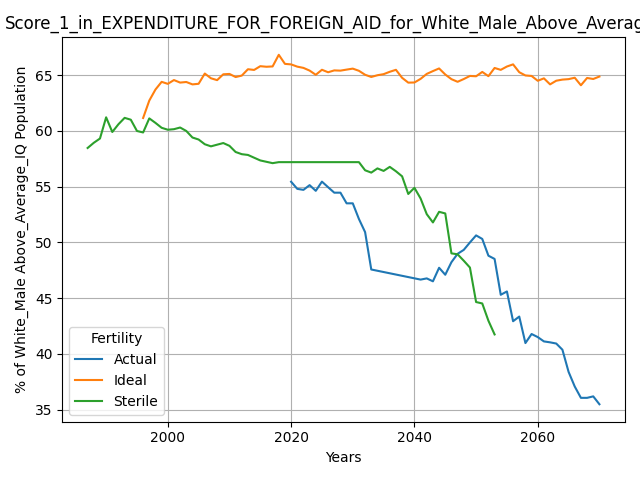 Score_1_in_EXPENDITURE_FOR_FOREIGN_AID_for_White_Male_Above_Averag
% of White_Male Above_Average_IQ Population
65
60
55
50
45
40
35
Fertility
Actual
Ideal
Sterile
2000 2020 2040 2060
Years